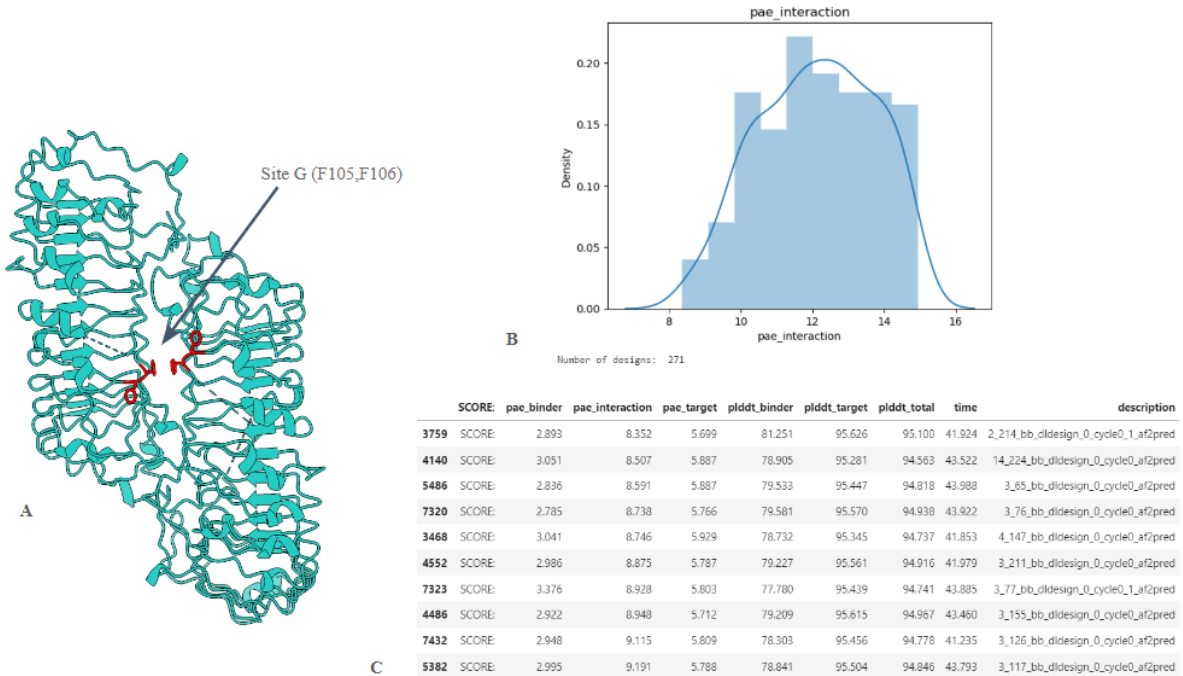 pae_interaction
0.20
0.15
0.10
0.05
0.00
Density
8 10 12 14 16
pae_interaction
Site G (F105,F106)
A
B
Number of designs: 271
SCORE: pae_binder pae_interaction pae_target plddt_binder plddt_target plddt_total time description
3759 SCORE: 2.893 8.352 5.699 81.251 95.626 95.100 41.924 2_214_bb_dldesign_0_cycle0_1_af2pred
4140 SCORE: 3.051 8.507 5.887 78.905 95.281 94.563 43.522 14_224_bb_dldesign_0_cycle0_af2pred
5486 SCORE: 2.836 8.591 5.887 79.533 95.447 94.818 43.988 3_65_bb_dldesign_0_cycle0_af2pred
7320 SCORE: 2.785 8.738 5.766 79.581 95.570 94.938 43.922 3_76_bb_dldesign_0_cycle0_af2pred
3468 SCORE: 3.041 8.746 5.929 78.732 95.345 94.737 41.853 4_147_bb_dldesign_0_cycle0_af2pred
4552 SCORE: 2.986 8.875 5.787 79.227 95.561 94.916 41.979 3_211_bb_dldesign_0_cycle0_af2pred
7323 SCORE: 3.376 8.928 5.803 77.780 95.439 94.741 43.885 3_77_bb_dldesign_0_cycle0_1_af2pred
4486 SCORE: 2.922 8.948 5.712 79.209 95.615 94.967 43.460 3_155_bb_dldesign_0_cycle0_af2pred
7432 SCORE: 2.948 9.115 5.809 78.303 95.456 94.778 41.235 3_126_bb_dldesign_0_cycle0_af2pred
5382 SCORE: 2.995 9.191 5.788 78.841 95.504 94.846 43.793 3_117_bb_dldesign_0_cycle0_af2pred
C